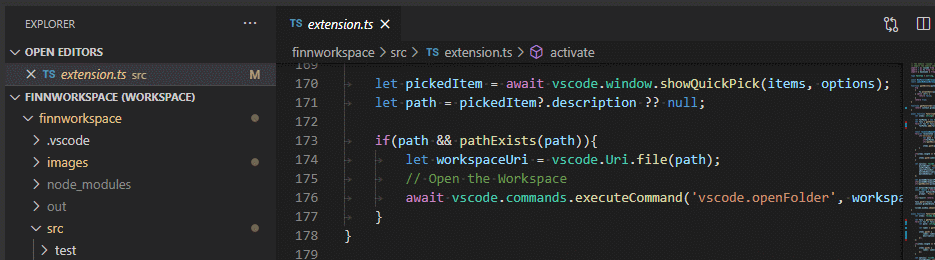 EXPLORER
···
OPEN EDITORS
extension.ts src M
FINNWORKSPACE (WORKSPACE)
finnworkspace
.vscode
images
node_modules
out
src
test
TS extension.ts
finnworkspace > src > TS extension.ts > activate
169
170 let pickedItem = await vscode.window.showQuickPick(items, options);
171 let path = pickedItem?.description ?? null;
172
173 if(path && pathExists(path)){
174 let workspaceUri = vscode.Uri.file(path);
175 // Open the Workspace
176 await vscode.commands.executeCommand('vscode.openFolder', workspa
177 }
178 }
179